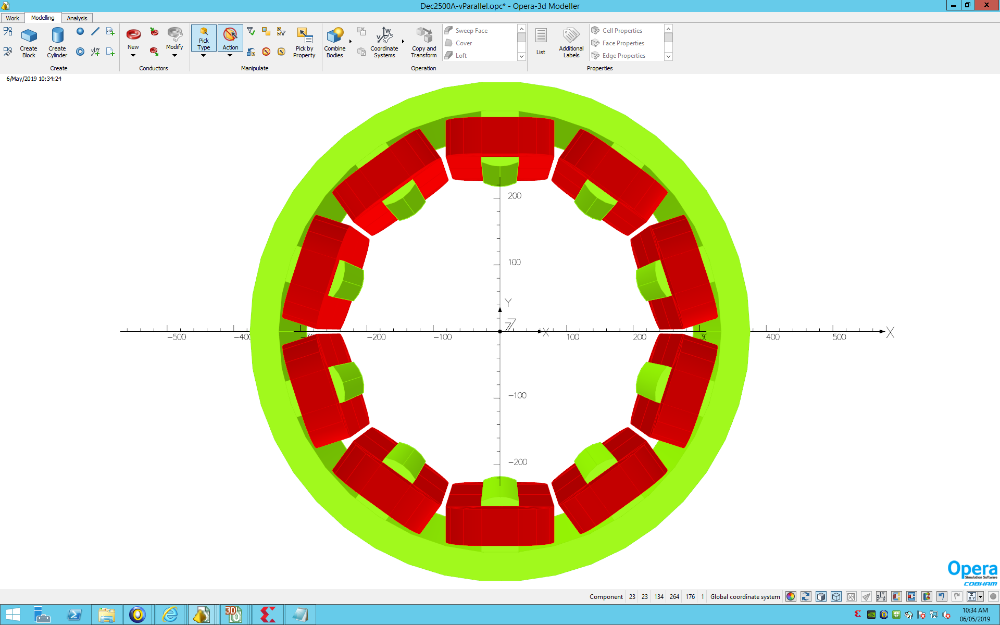 Dec2500A-vParallel.opc* - Opera-3d Modeller
Work Modelling Analysis
Create Block
Create Cylinder
New
Modify
Pick Type
Action
Pick by Property
Combine Bodies
Coordinate Systems
Copy and Transform
Sweep Face
Cover
Loft
List
Additional Labels
Cell Properties
Face Properties
Edge Properties
Create Conductors Manipulate Operation Properties
6/May/2019 10:34:24
200
100
Y
Z
X
−500 −200 −100 100 200 400 500 X
−100
−200
Opera
Simulation Software
COBHAM
Component 23 23 134 264 176 1 Global coordinate system
10:34 AM
06/05/2019